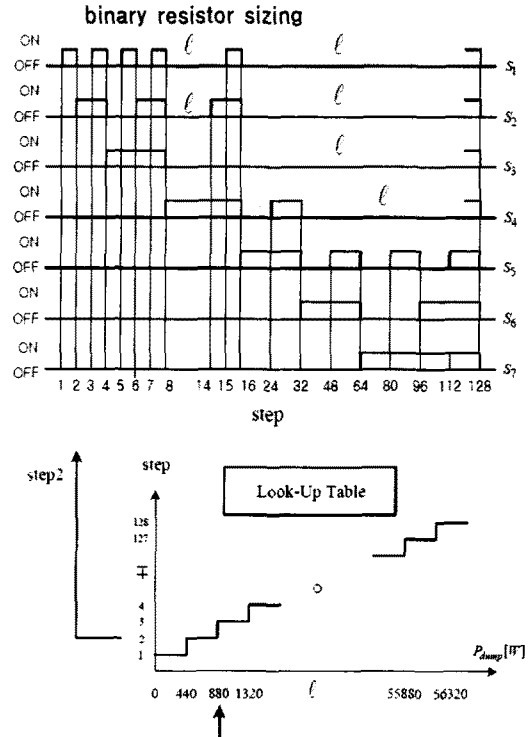 binary resistor sizing
ON
OFF S1
ON
OFF S2
ON
OFF S3
ON
OFF S4
ON
OFF S5
ON
OFF S6
ON
OFF S7
ℓ ℓ
ℓ ℓ
ℓ
ℓ
1 2 3 4 5 6 7 8 14 15 16 24 32 48 64 80 96 112 128
step
step2
step
Look-Up Table
128
127
4
3
2
1
Pdump[W]
0 440 880 1320 ℓ 55880 56320